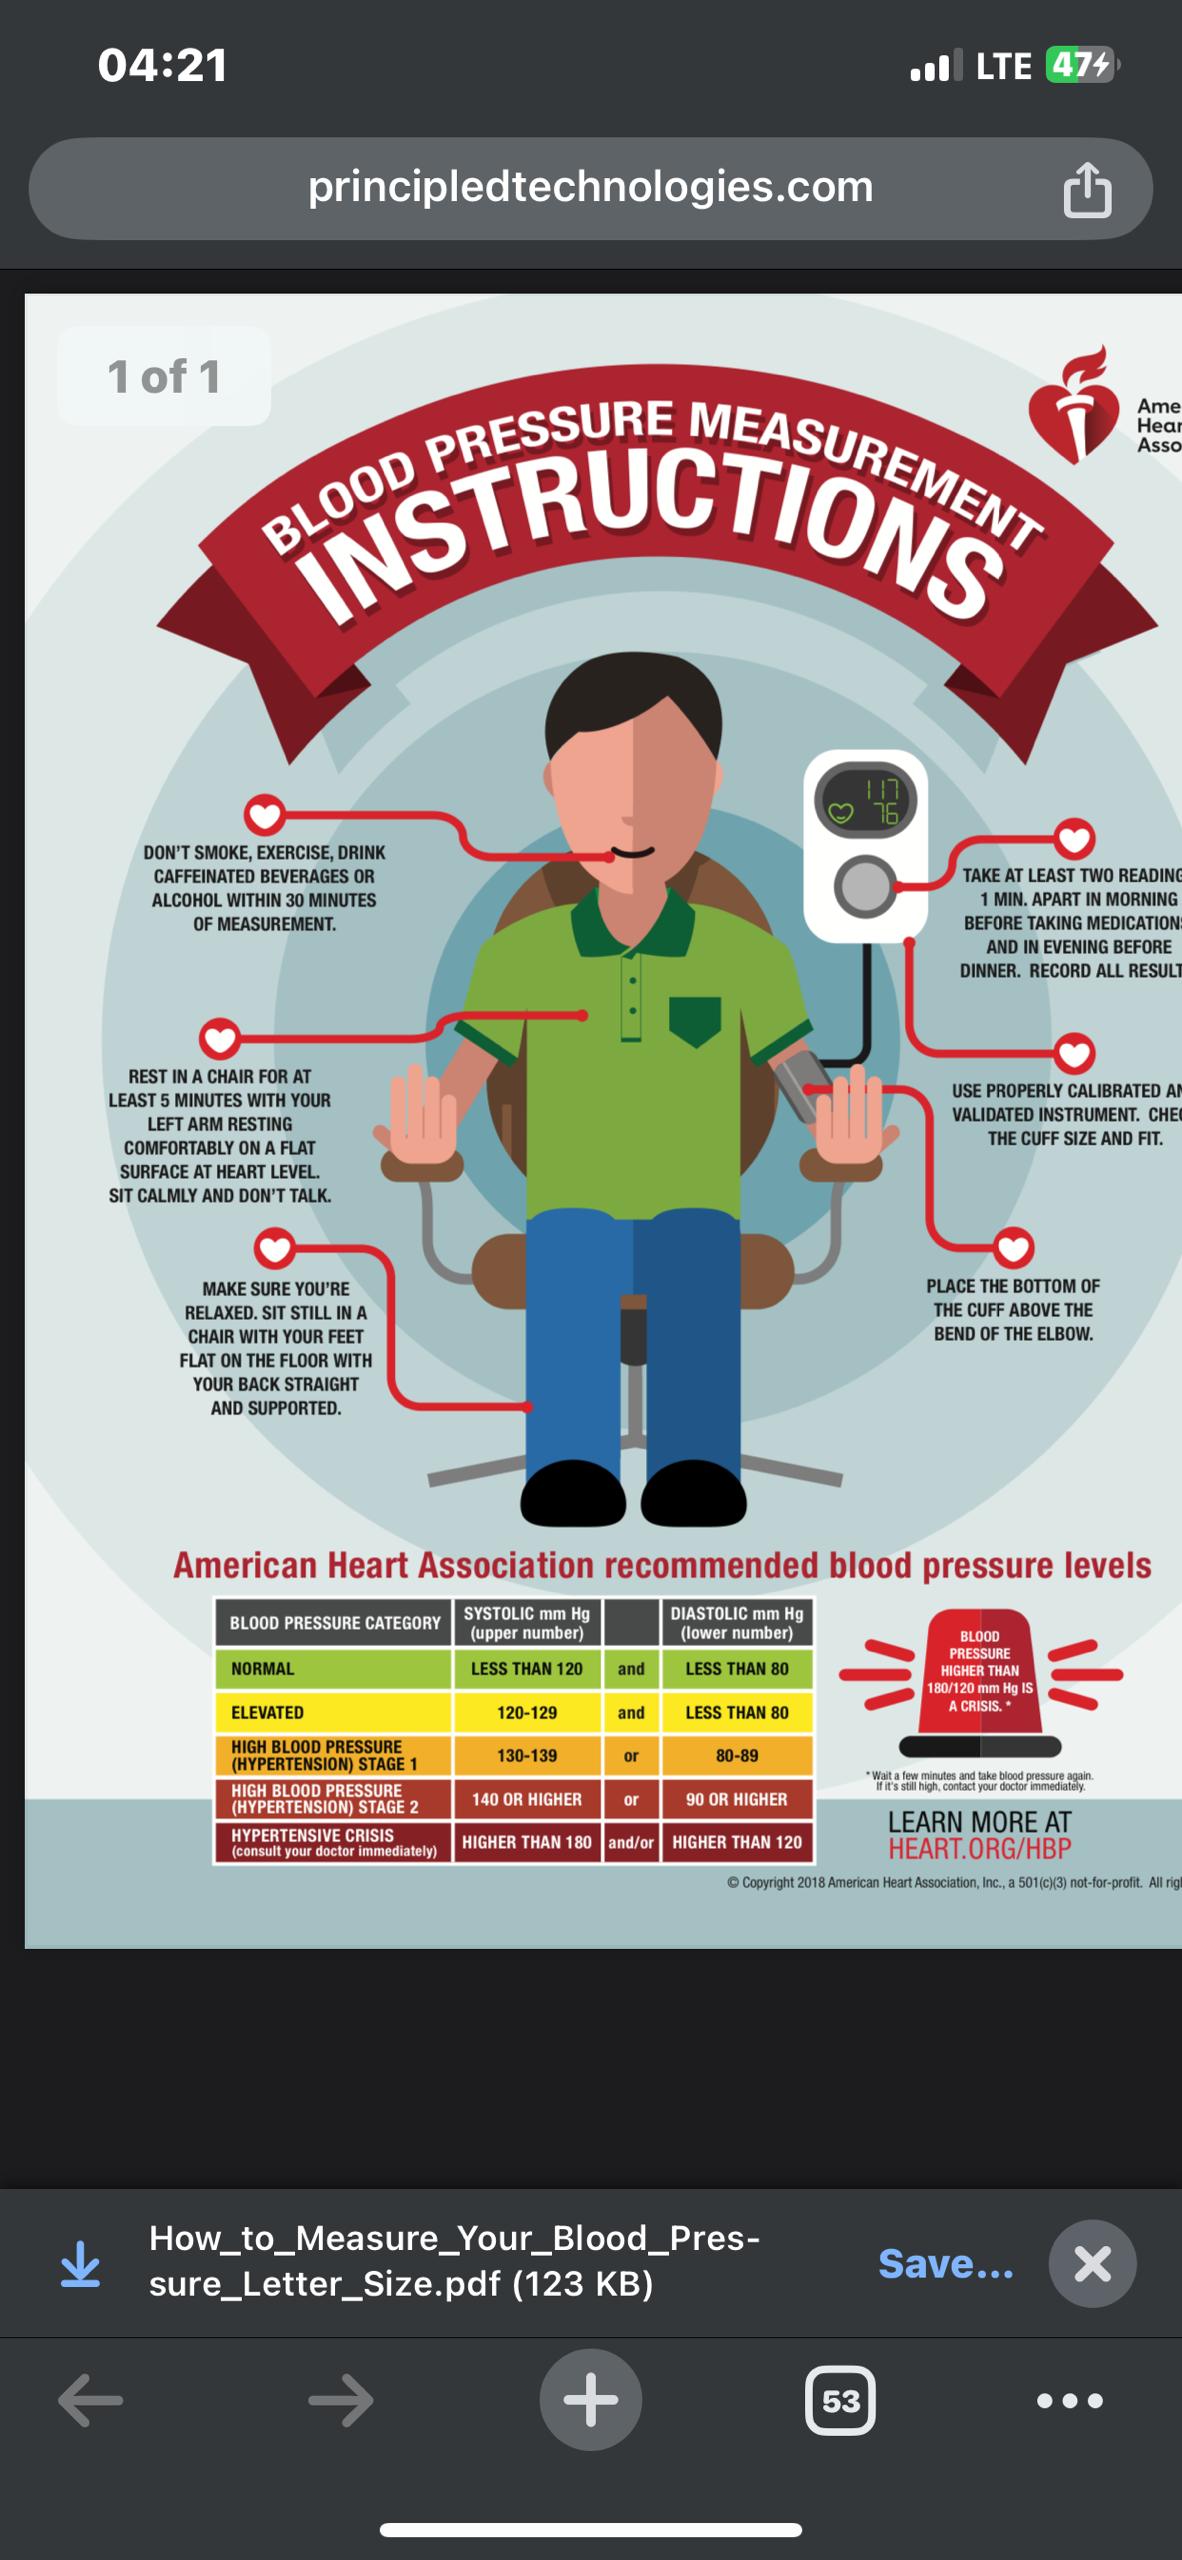 04:21
LTE
47
principledtechnologies.com
1 of 1
BLOOD PRESSURE MEASUREMENT
INSTRUCTIONS
Ame
Hear
Asso
117
76
DON'T SMOKE, EXERCISE, DRINK
CAFFEINATED BEVERAGES OR
ALCOHOL WITHIN 30 MINUTES
OF MEASUREMENT.
REST IN A CHAIR FOR AT
LEAST 5 MINUTES WITH YOUR
LEFT ARM RESTING
COMFORTABLY ON A FLAT
SURFACE AT HEART LEVEL.
SIT CALMLY AND DON'T TALK.
MAKE SURE YOU'RE
RELAXED. SIT STILL IN A
CHAIR WITH YOUR FEET
FLAT ON THE FLOOR WITH
YOUR BACK STRAIGHT
AND SUPPORTED.
TAKE AT LEAST TWO READING
1 MIN. APART IN MORNING
BEFORE TAKING MEDICATIONS
AND IN EVENING BEFORE
DINNER. RECORD ALL RESULT
USE PROPERLY CALIBRATED AN
VALIDATED INSTRUMENT. CHEC
THE CUFF SIZE AND FIT.
PLACE THE BOTTOM OF
THE CUFF ABOVE THE
BEND OF THE ELBOW.
American Heart Association recommended blood pressure levels
BLOOD PRESSURE CATEGORY SYSTOLIC mm Hg (upper number) DIASTOLIC mm Hg (lower number)
NORMAL LESS THAN 120 and LESS THAN 80
ELEVATED 120-129 and LESS THAN 80
HIGH BLOOD PRESSURE (HYPERTENSION) STAGE 1 130-139 or 80-89
HIGH BLOOD PRESSURE (HYPERTENSION) STAGE 2 140 OR HIGHER or 90 OR HIGHER
HYPERTENSIVE CRISIS (consult your doctor immediately) HIGHER THAN 180 and/or HIGHER THAN 120
BLOOD
PRESSURE
HIGHER THAN
180/120 mm Hg IS
A CRISIS. *
* Wait a few minutes and take blood pressure again.
If it's still high, contact your doctor immediately.
LEARN MORE AT
HEART.ORG/HBP
© Copyright 2018 American Heart Association, Inc., a 501(c)(3) not-for-profit. All rig
How_to_Measure_Your_Blood_Pres-
sure_Letter_Size.pdf (123 KB)
Save...
53